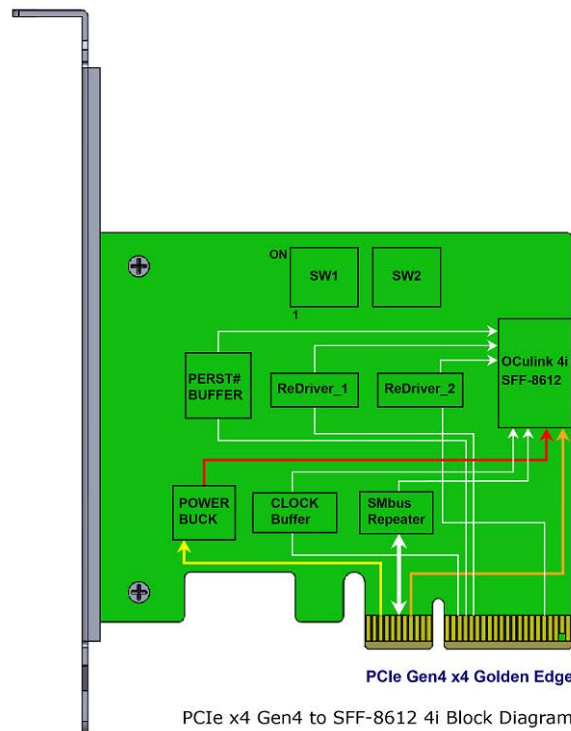 ON
SW1
SW2
1
OCulink 4i
SFF-8612
PERST#
BUFFER
ReDriver_1
ReDriver_2
POWER
BUCK
CLOCK
Buffer
SMbus
Repeater
PCIe Gen4 x4 Golden Edge
PCIe x4 Gen4 to SFF-8612 4i Block Diagram